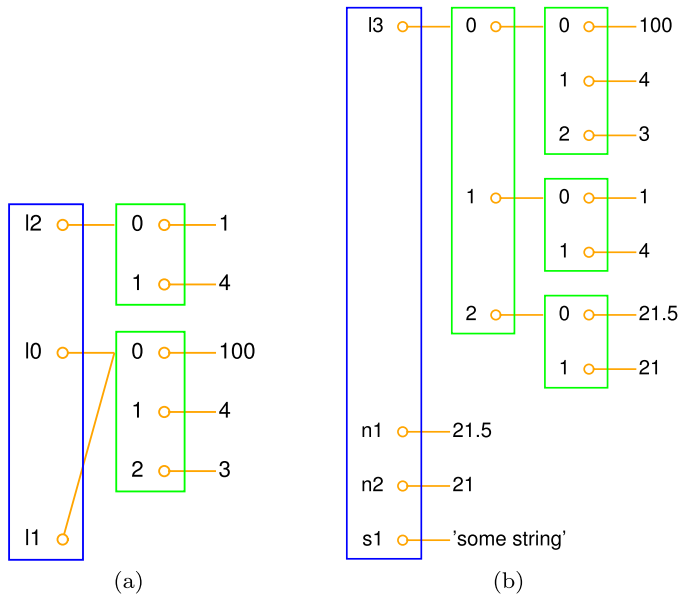 l2 0 1
1 4
l0 0 100
1 4
2 3
l1
(a)
l3 0 0 100
1 4
2 3
1 0 1
1 4
2 0 21.5
1 21
n1 21.5
n2 21
s1 'some string'
(b)